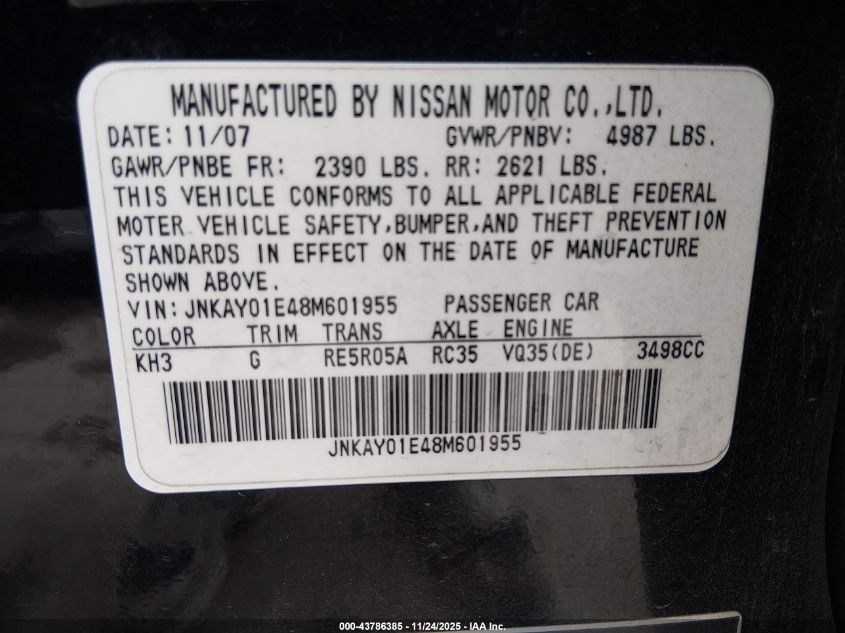 MANUFACTURED BY NISSAN MOTOR CO.,LTD.
DATE: 11/07 GVWR/PNBV: 4987 LBS.
GAWR/PNBE FR: 2390 LBS. RR: 2621 LBS.
THIS VEHICLE CONFORMS TO ALL APPLICABLE FEDERAL
MOTER VEHICLE SAFETY,BUMPER,AND THEFT PREVENTION
STANDARDS IN EFFECT ON THE DATE OF MANUFACTURE
SHOWN ABOVE.
VIN: JNKAY01E48M601955 PASSENGER CAR
COLOR TRIM TRANS AXLE ENGINE
KH3 G RE5R05A RC35 VQ35(DE) 3498CC
JNKAY01E48M601955
000-43786385 - 11/24/2025 - IAA Inc.